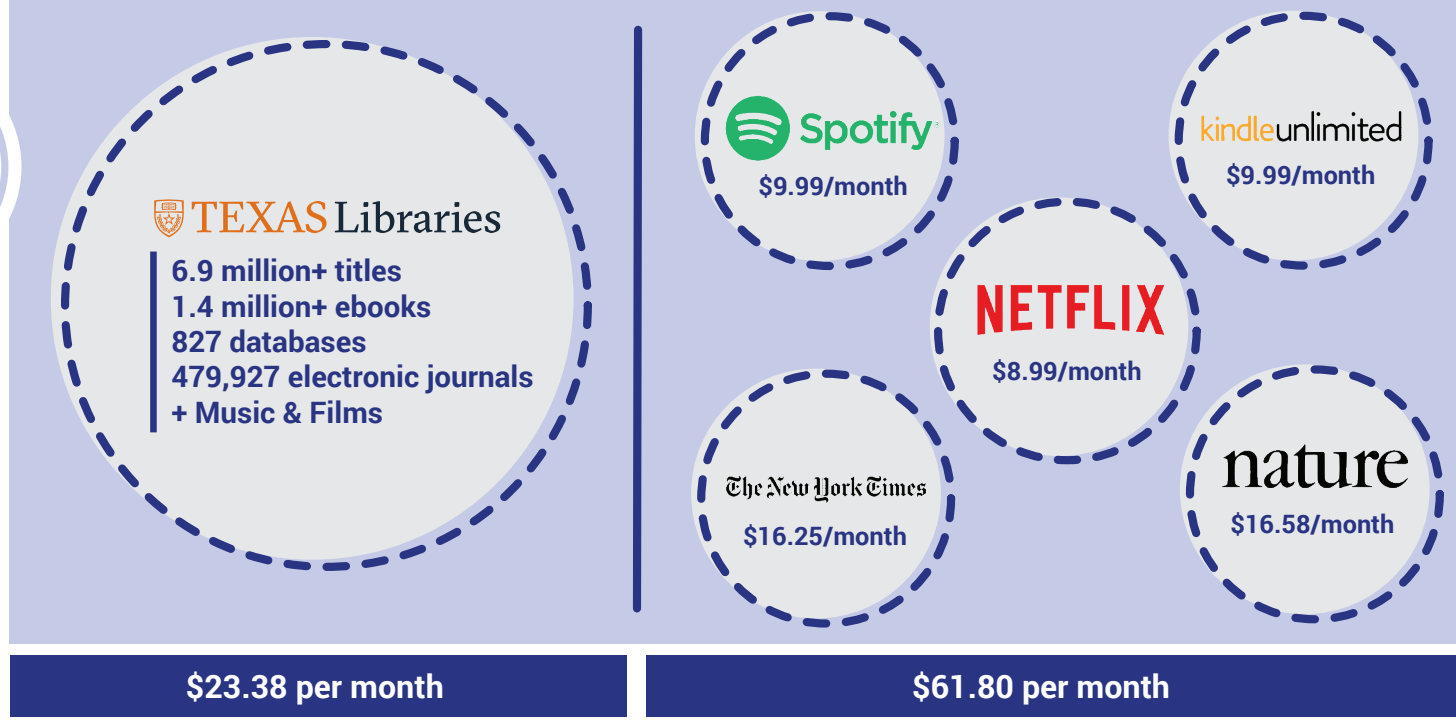 TEXAS Libraries
6.9 million+ titles
1.4 million+ ebooks
827 databases
479,927 electronic journals
+ Music & Films
Spotify
$9.99/month
kindleunlimited
$9.99/month
NETFLIX
$8.99/month
The New York Times
$16.25/month
nature
$16.58/month
$23.38 per month
$61.80 per month